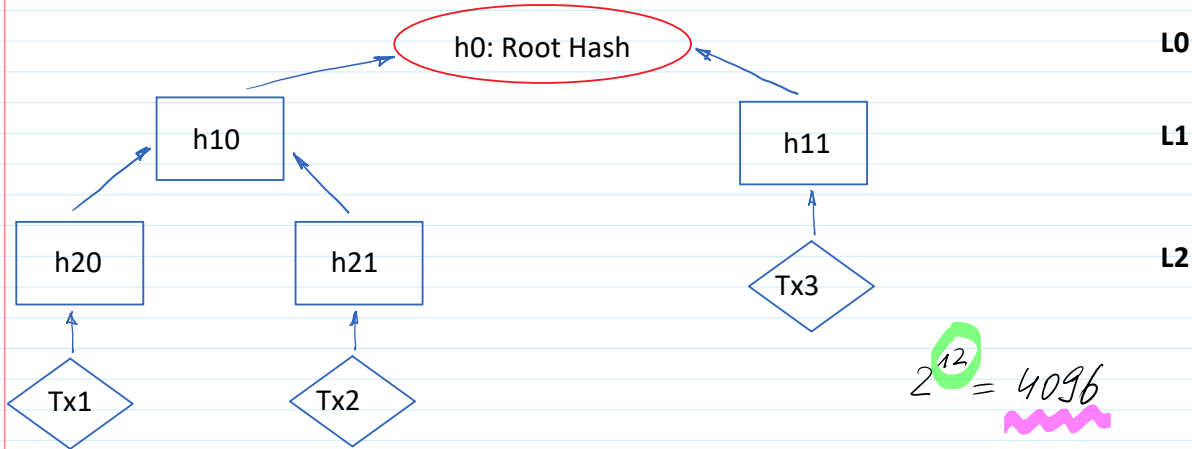 h0: Root Hash
L0
h10
h11
L1
h20
h21
Tx3
L2
Tx1
Tx2
2^12 = 4096